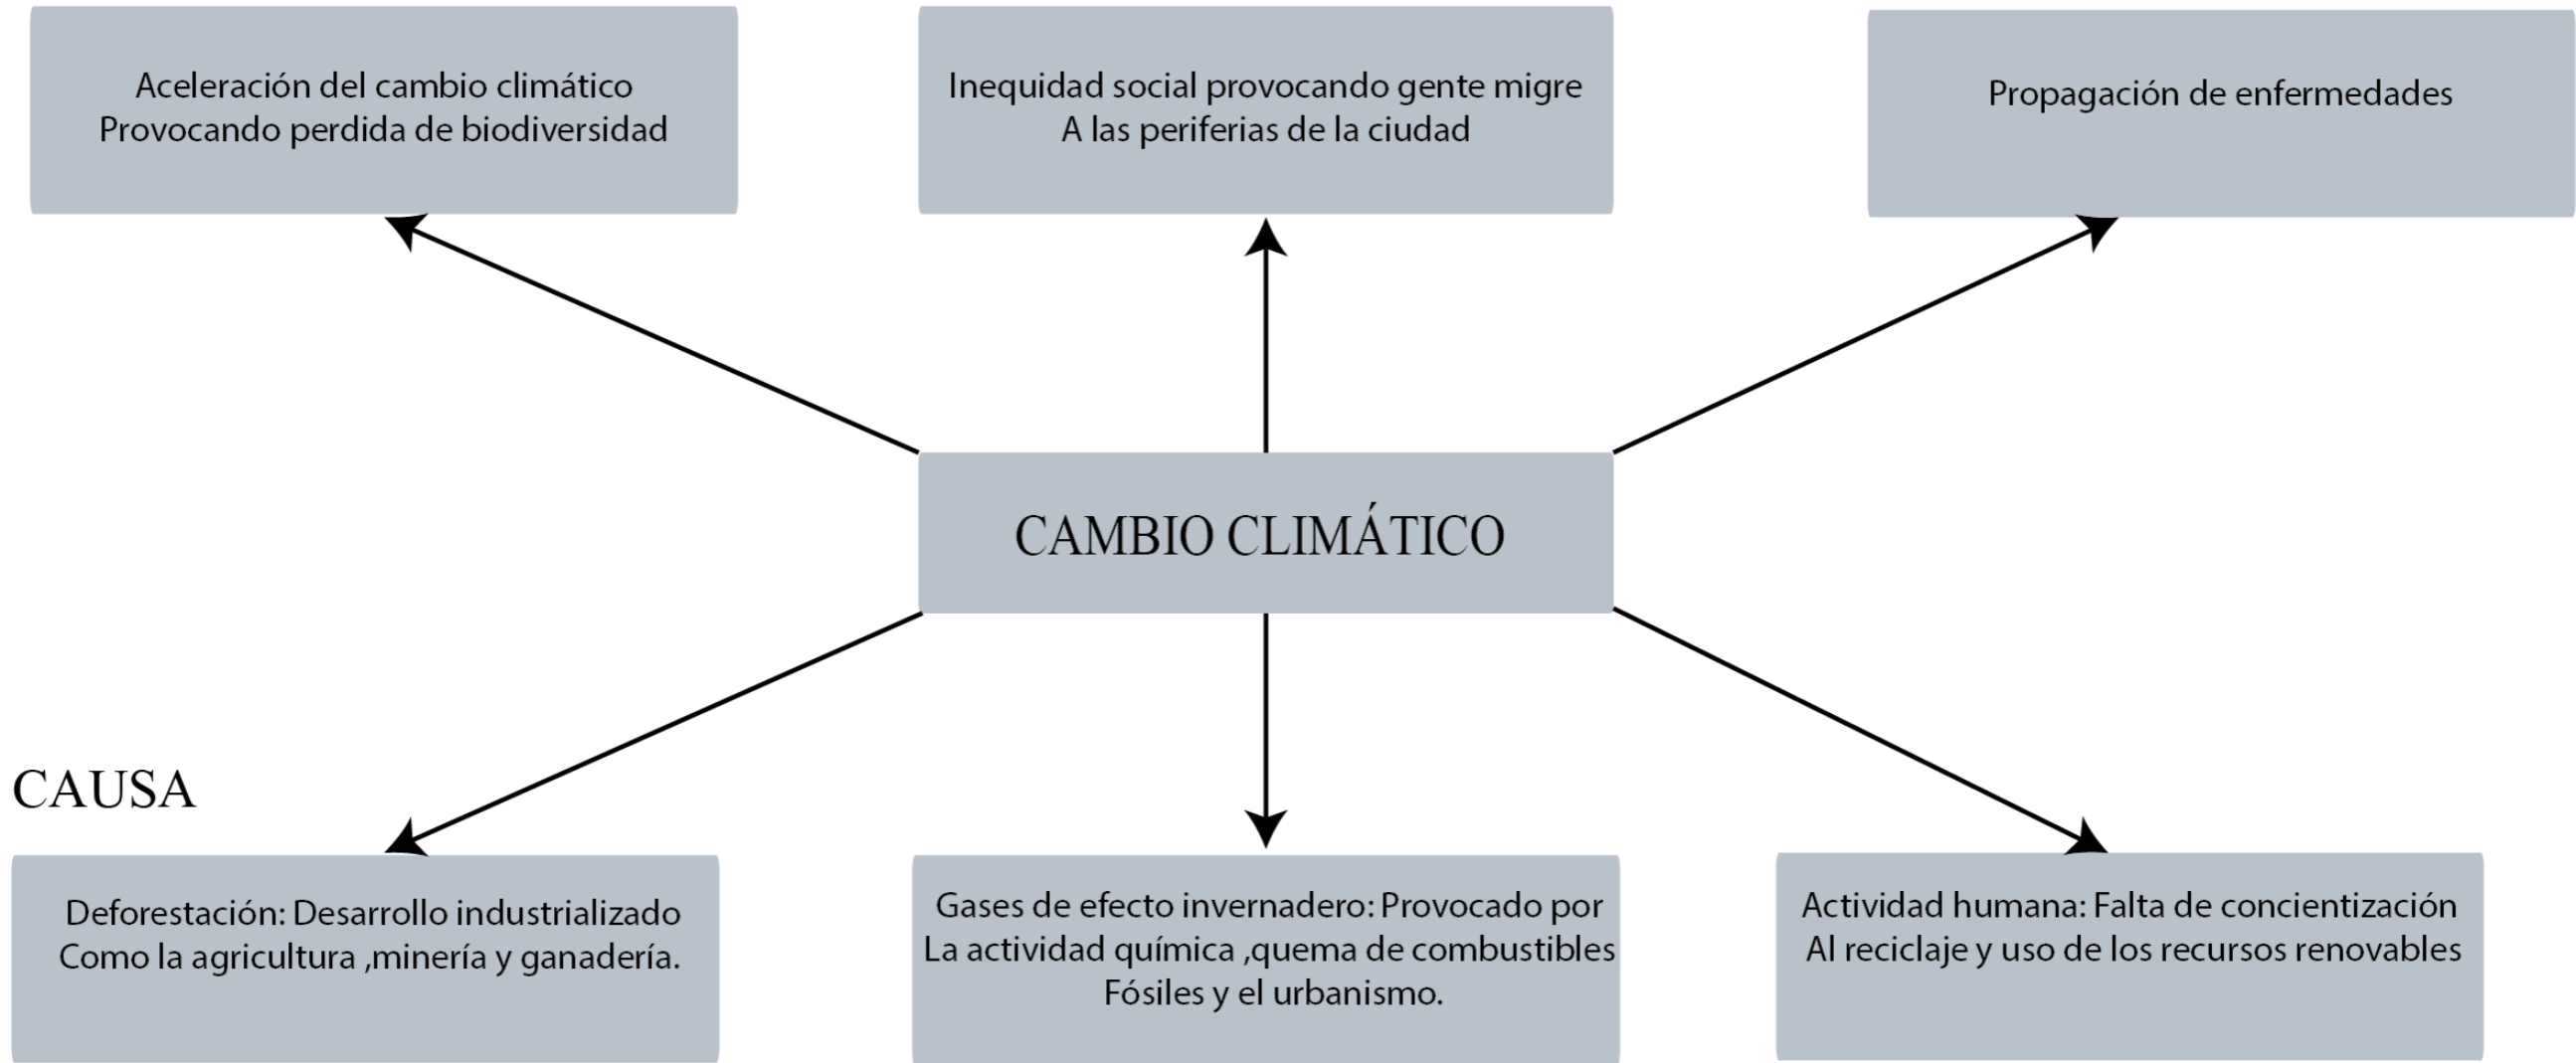 Aceleración del cambio climático
Provocando perdida de biodiversidad
Inequidad social provocando gente migre
A las periferias de la ciudad
Propagación de enfermedades
CAMBIO CLIMÁTICO
CAUSA
Deforestación: Desarrollo industrializado
Como la agricultura ,minería y ganadería.
Gases de efecto invernadero: Provocado por
La actividad química ,quema de combustibles
Fósiles y el urbanismo.
Actividad humana: Falta de concientización
Al reciclaje y uso de los recursos renovables